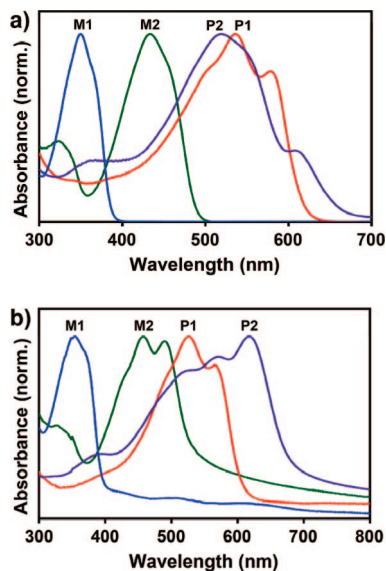 a)
M1 M2 P2 P1
Absorbance (norm.)
300 400 500 600 700
Wavelength (nm)
b)
M1 M2 P1 P2
Absorbance (norm.)
300 400 500 600 700 800
Wavelength (nm)